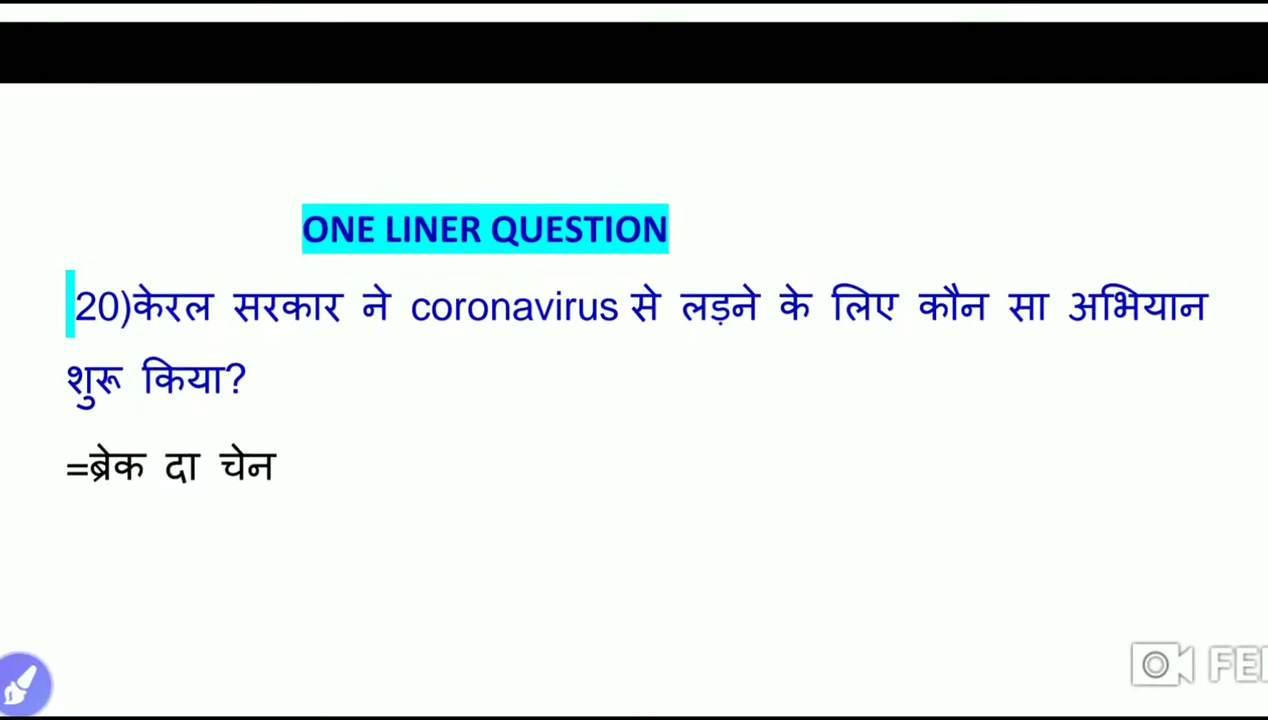 ONE LINER QUESTION
20)केरल सरकार ने coronavirus से लड़ने के लिए कौन सा अभियान
शुरू किया?
=ब्रेक दा चेन